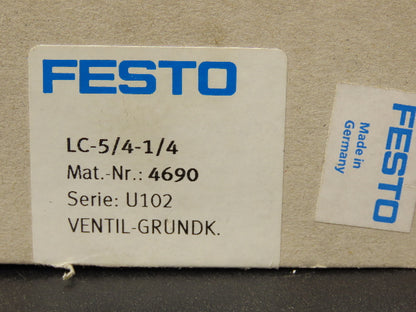 FESTO
LC-5/4-1/4
Mat.-Nr.: 4690
Serie: U102
VENTIL-GRUNDK.
Made in
Germany
FESTO